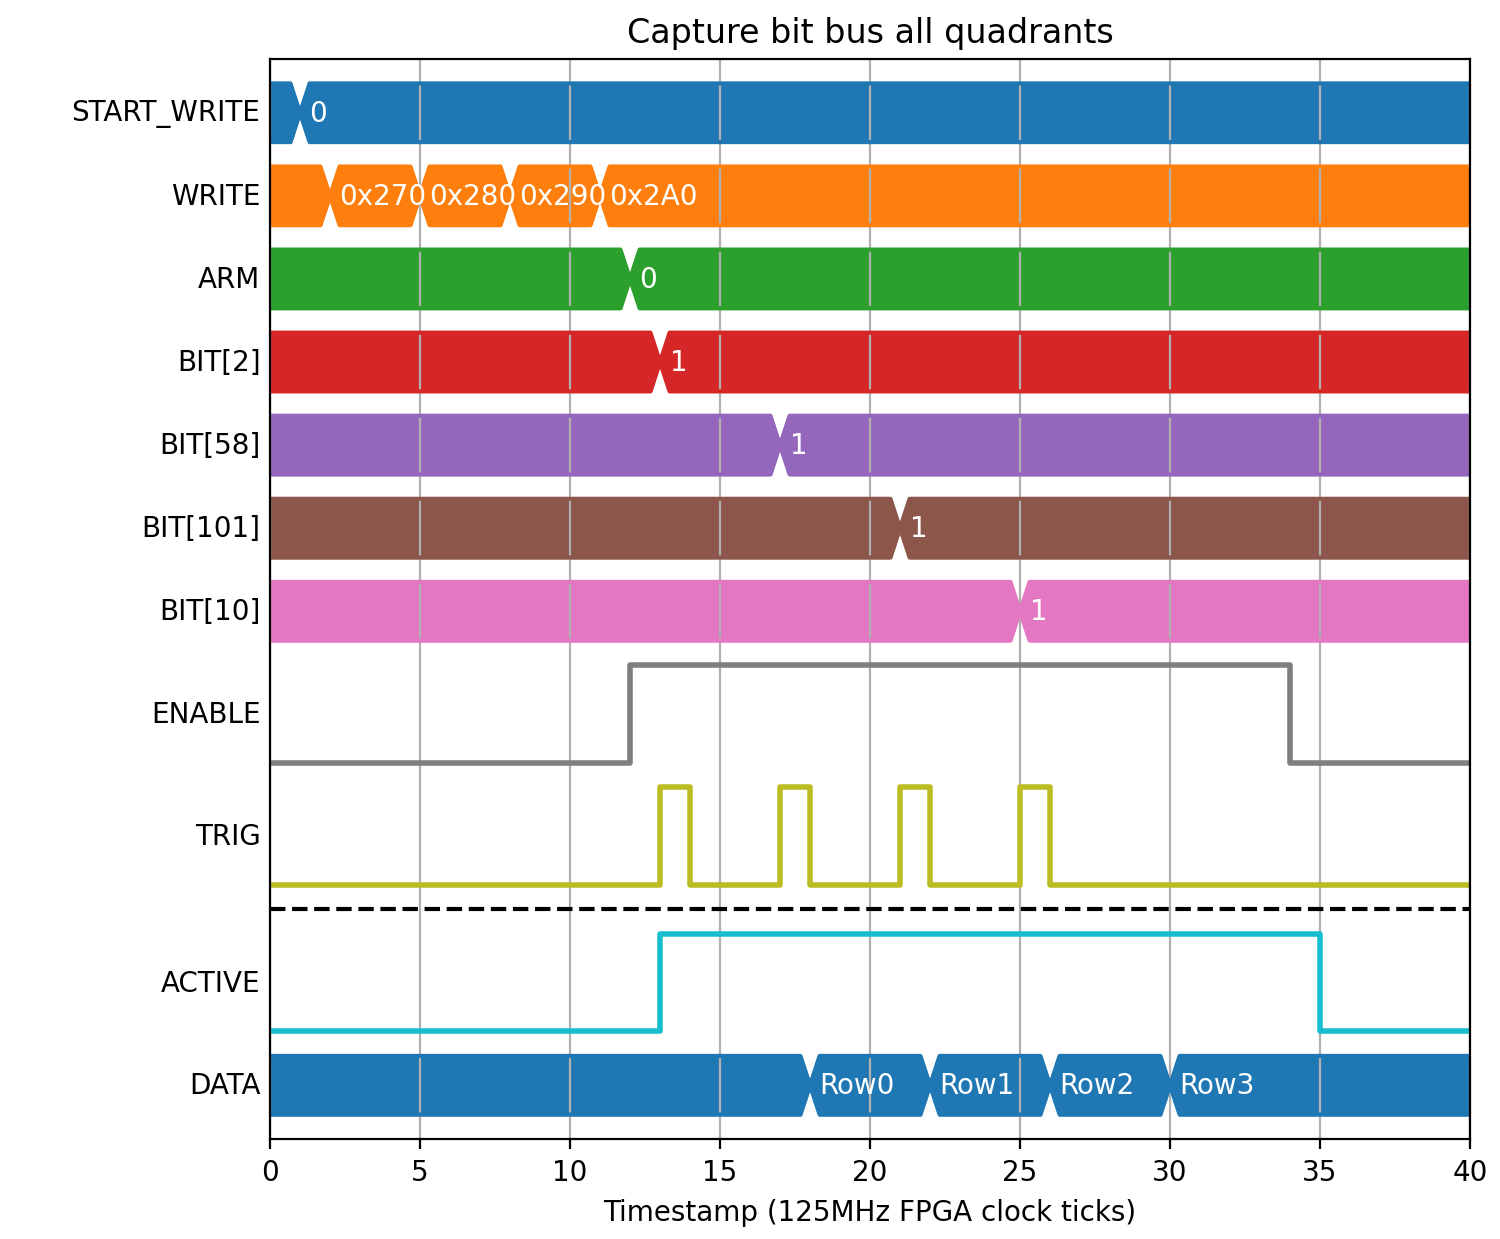 Capture bit bus all quadrants
START_WRITE 0
WRITE 0x270 0x280 0x290 0x2A0
ARM 0
BIT[2] 1
BIT[58] 1
BIT[101] 1
BIT[10] 1
ENABLE
TRIG
ACTIVE
DATA Row0 Row1 Row2 Row3
0 5 10 15 20 25 30 35 40
Timestamp (125MHz FPGA clock ticks)